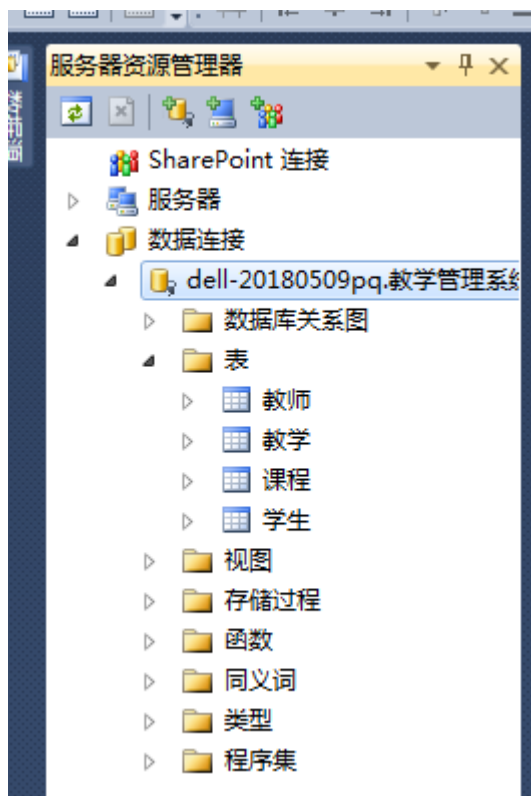 服务器资源管理器
SharePoint 连接
服务器
数据连接
dell-20180509pq.教学管理系统
数据库关系图
表
教师
教学
课程
学生
视图
存储过程
函数
同义词
类型
程序集